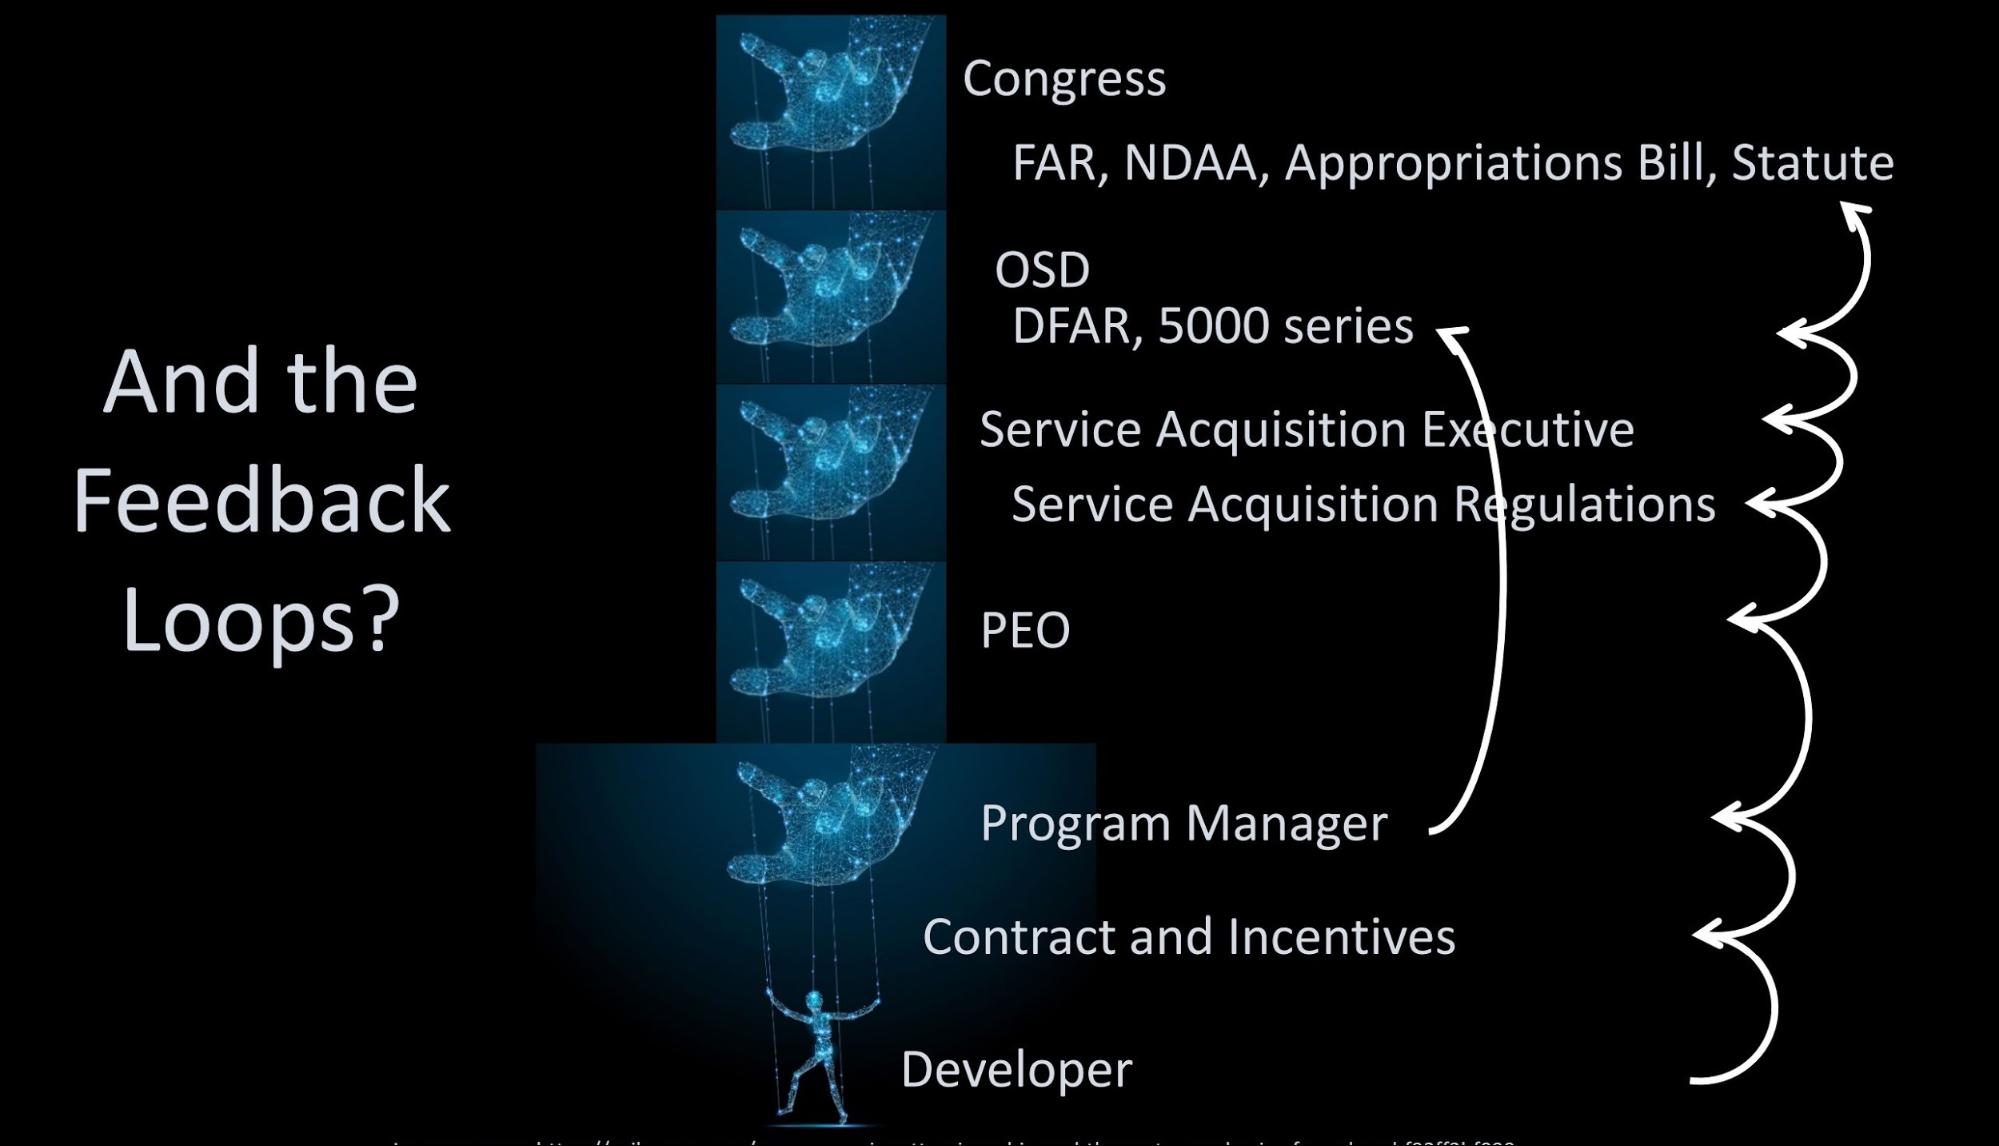 And the
Feedback
Loops?
Congress
FAR, NDAA, Appropriations Bill, Statute
OSD
DFAR, 5000 series
Service Acquisition Executive
Service Acquisition Regulations
PEO
Program Manager
Contract and Incentives
Developer